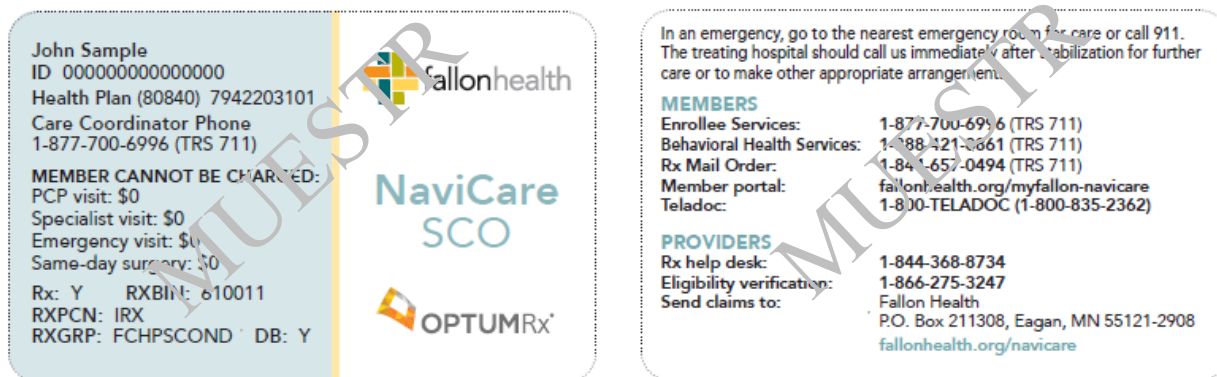 John Sample
ID 000000000000000
Health Plan (80840) 7942203101
Care Coordinator Phone
1-877-700-6996 (TRS 711)
MEMBER CANNOT BE CHARGED:
PCP visit: $0
Specialist visit: $0
Emergency visit: $0
Same-day surgery: $0
Rx: Y RXBIN: 610011
RXPCN: IRX
RXGRP: FCHPSCOND DB: Y
fallonhealth
NaviCare
SCO
OPTUMRx
MUESTR
In an emergency, go to the nearest emergency room for care or call 911.
The treating hospital should call us immediately after stabilization for further
care or to make other appropriate arrangements.
MEMBERS
Enrollee Services: 1-877-700-6996 (TRS 711)
Behavioral Health Services: (TRS 711)
Rx Mail Order: (TRS 711)
Member portal: fallonhealth.org/myfallon-navicare
Teladoc: 1-800-TELADOC (1-800-835-2362)
PROVIDERS
Rx help desk: 1-844-368-8734
Eligibility verification: 1-866-275-3247
Send claims to: Fallon Health
P.O. Box 211308, Eagan, MN 55121-2908
fallonhealth.org/navicare
MUESTR